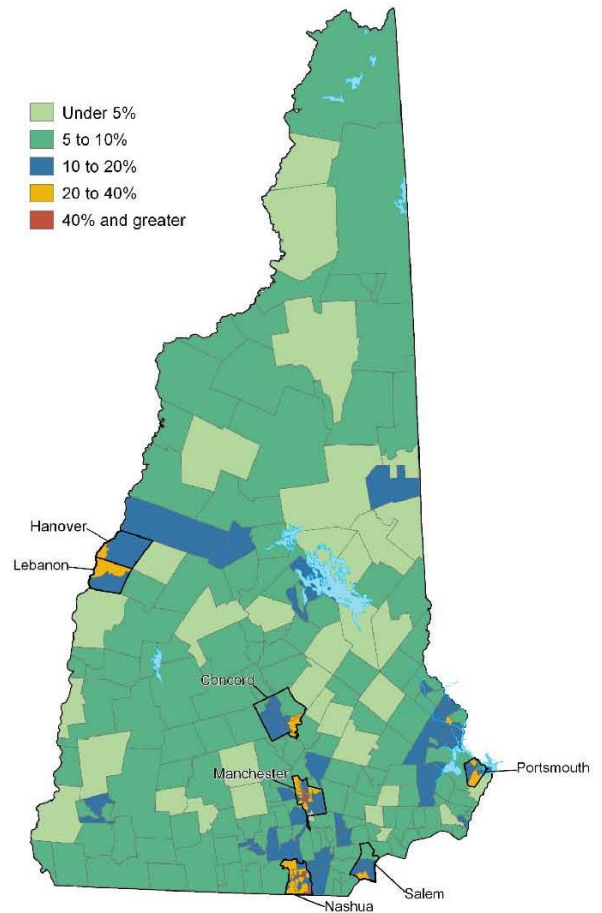 Under 5%
5 to 10%
10 to 20%
20 to 40%
40% and greater
Hanover
Lebanon
Concord
Manchester
Portsmouth
Salem
Nashua